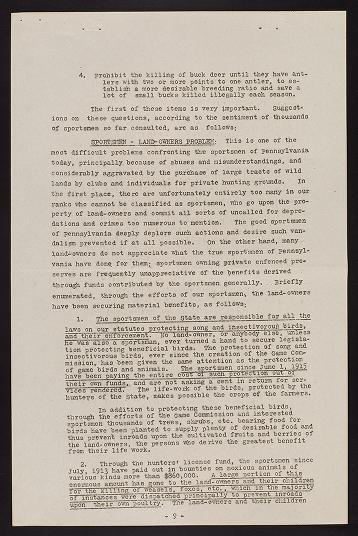 4. Prohibit the killing of buck deer until they have ant-
lers with two or more points to one antler, to es-
tablish a more desirable breeding ratio and save a
lot of small bucks killed illegally each season.
The first of these items is very important. Suggest-
ions on these questions, according to the sentiment of thousands
of sportsmen so far consulted, are as follows;
SPORTSMEN - LAND-OWNERS PROBLEM: This is one of the
most difficult problems confronting the sportsmen of Pennsylvania
today, principally because of abuses and misunderstandings, and
considerably aggravated by the purchase of large tracts of wild
lands by clubs and individuals for private hunting grounds. In
the first place, there are unfortunately entirely too many in our
ranks who cannot be classified as sportsmen, who go upon the pro-
perty of land-owners and commit all sorts of uncalled for depre-
dations and crimes too numerous to mention. The good sportsmen
of Pennsylvania deeply deplore such actions and desire such van-
dalism prevented if at all possible. On the other hand, many
land-owners do not appreciate what the true sportsmen of Pennsyl-
vania have done for them; sportsmen owning private enforced pre-
serves are frequently unappreciative of the benefits derived
through funds contributed by the sportsmen generally. Briefly
enumerated, through the efforts of our sportsmen, the land-owners
have been securing material benefits, as follows;
1. The sportsmen of the State are responsible for all the
laws on our statutes protecting song and insectivorous birds,
and their enforcement. No land-owner, or anybody else, unless
he was also a sportsman, ever turned a hand to secure legisla-
tion protecting beneficial birds. The protection of song and
insectivorous birds, ever since the creation of the Game Com-
mission, has been given the same attention as the protection
of game birds and animals. The sportsmen since June 1, 1913
have been paying the entire cost of such protection out of
their own funds, and are not asking a cent in return for ser-
vices rendered. The life-work of the birds, protected by the
hunters of the State, makes possible the crops of the farmers.
In addition to protecting these beneficial birds,
through the efforts of the Game Commission and interested
sportsmen thousands of trees, shrubs, etc. bearing food for
birds have been planted to supply plenty of desirable food and
thus prevent inroads upon the cultivated fruits and berries of
the land-owners, the persons who derive the greatest benefit
from their life work.
2. Through the hunters' license fund, the sportsmen since
July, 1913 have paid out in bounties on noxious animals of
various kinds more than $860,000. A large portion of this
enormous amount has gone to the land-owners and their children
for the killing of weasels, foxes, etc., which in the majority
of instances were dispatched principally to prevent inroads
upon their own poultry. The land-owners and their children
- 9 -